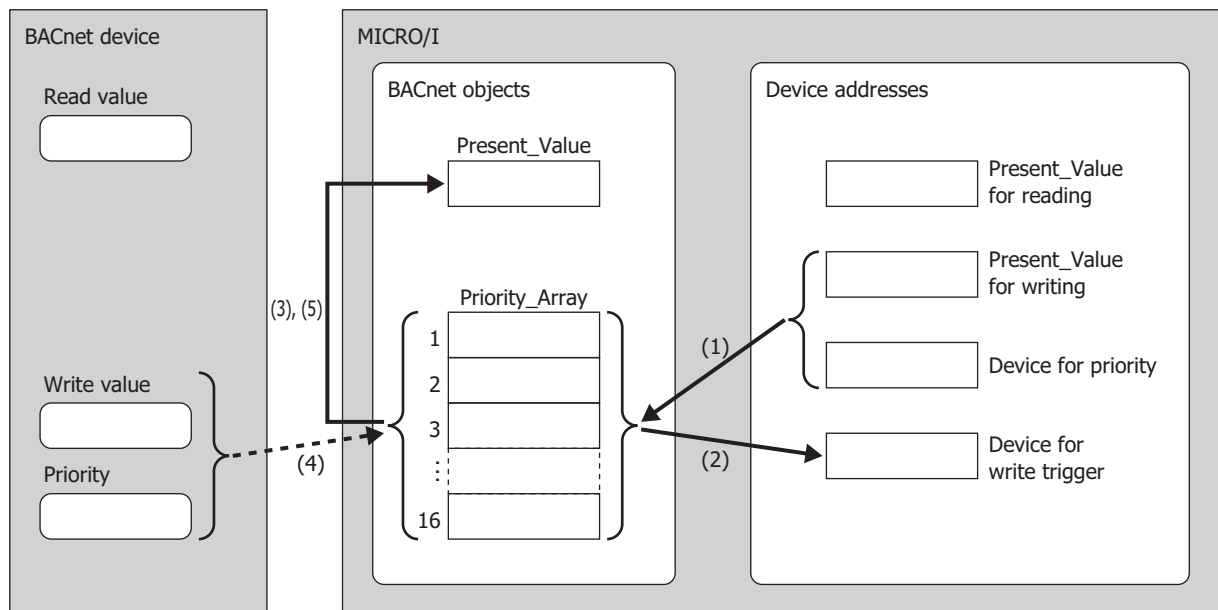 BACnet device
Read value
Write value
Priority
(3), (5)
(4)
MICRO/I
BACnet objects
Present_Value
Priority_Array
1
2
3
⋮
16
(1)
(2)
Device addresses
Present_Value
for reading
Present_Value
for writing
Device for priority
Device for
write trigger